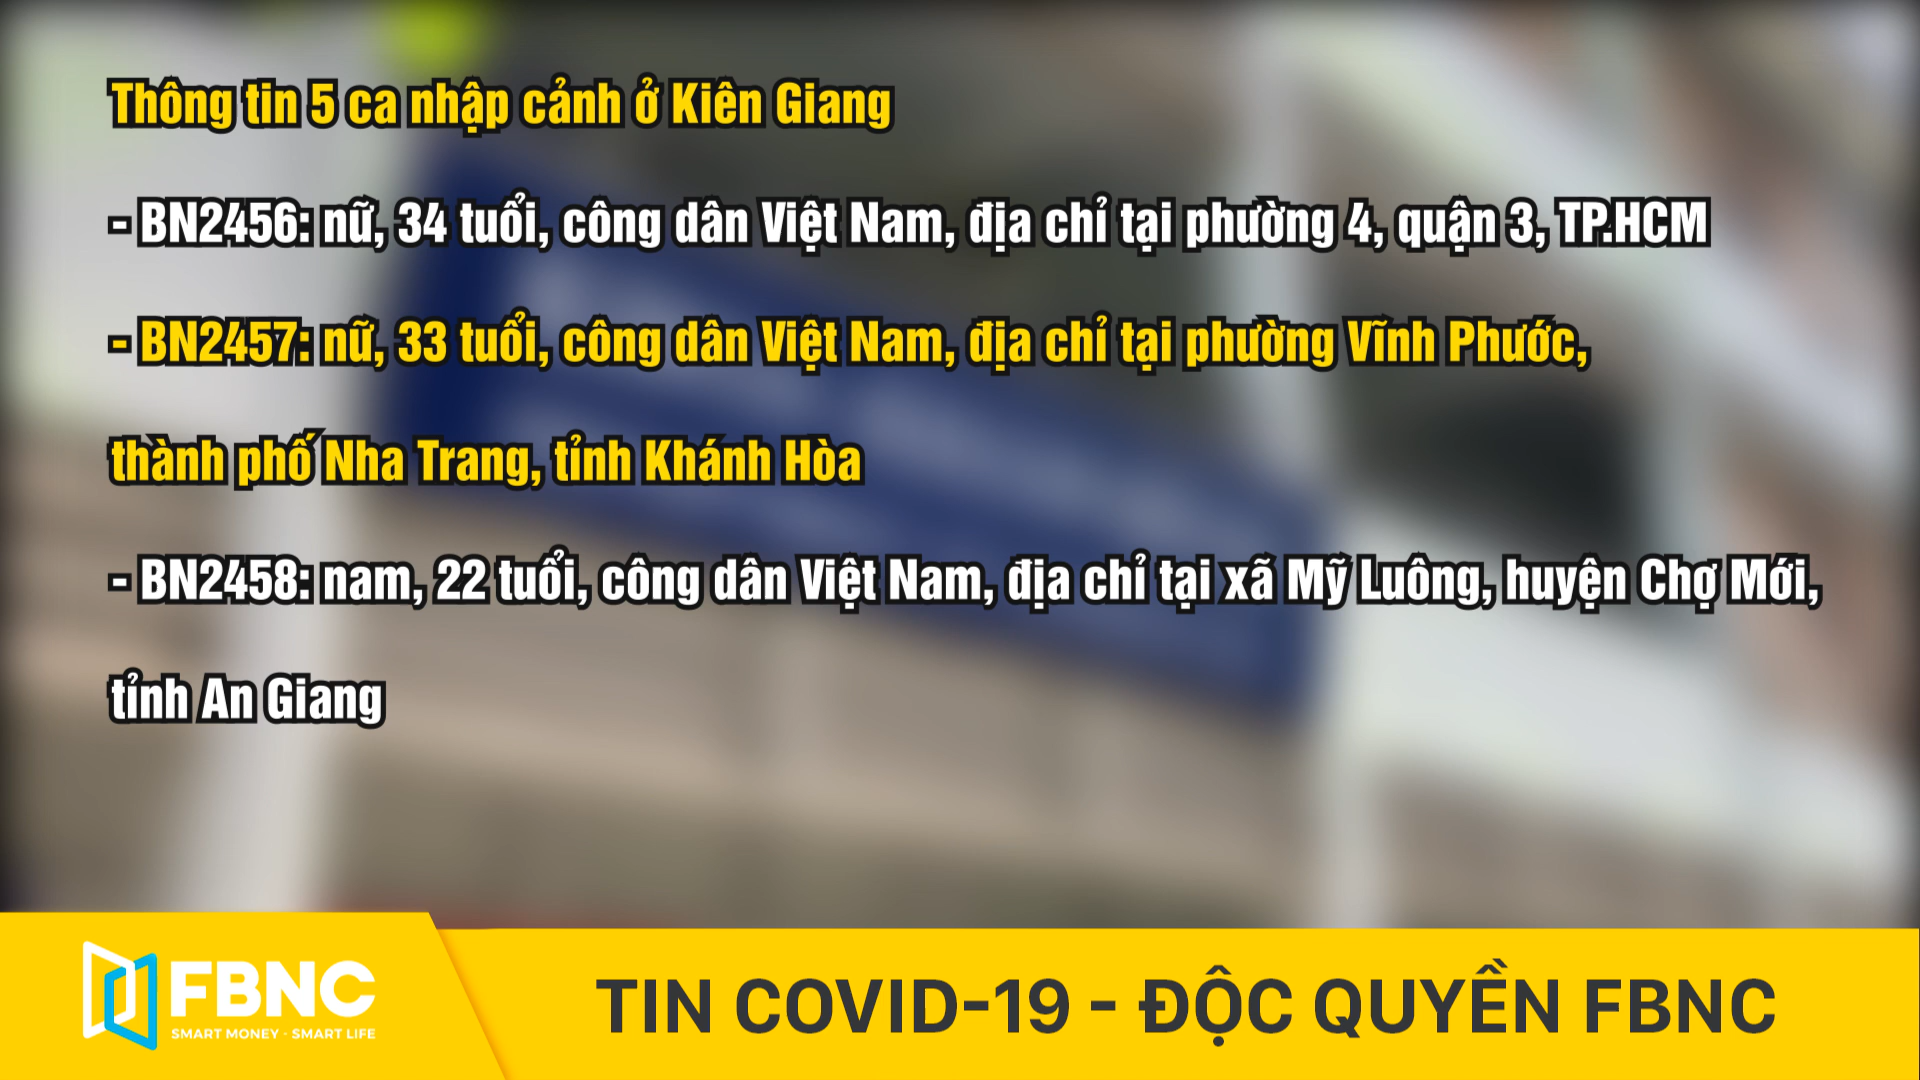 Thông tin 5 ca nhập cảnh ở Kiên Giang
- BN2456: nữ, 34 tuổi, công dân Việt Nam, địa chỉ tại phường 4, quận 3, TP.HCM
- BN2457: nữ, 33 tuổi, công dân Việt Nam, địa chỉ tại phường Vĩnh Phước,
thành phố Nha Trang, tỉnh Khánh Hòa
- BN2458: nam, 22 tuổi, công dân Việt Nam, địa chỉ tại xã Mỹ Luông, huyện Chợ Mới,
tỉnh An Giang
FBNC
SMART MONEY · SMART LIFE
TIN COVID-19 - ĐỘC QUYỀN FBNC